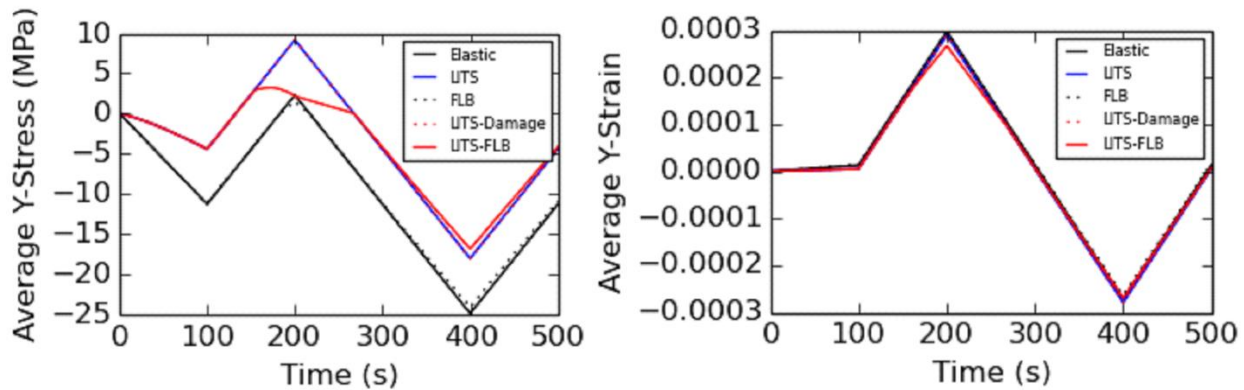 Average Y-Stress (MPa)
10
5
0
−5
−10
−15
−20
−25
0 100 200 300 400 500
Time (s)
Elastic
LITS
FLB
LITS-Damage
LITS-FLB
Average Y-Strain
0.0003
0.0002
0.0001
0.0000
−0.0001
−0.0002
−0.0003
0 100 200 300 400 500
Time (s)
Elastic
LITS
FLB
LITS-Damage
LITS-FLB